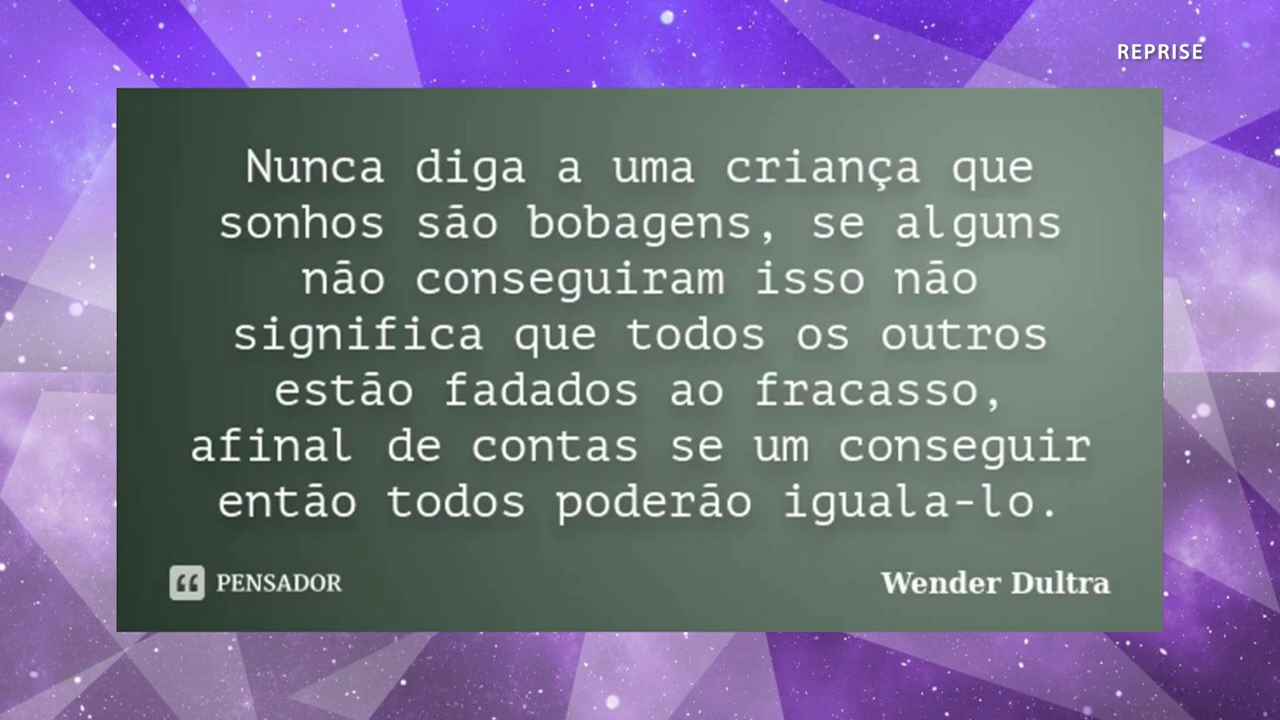 REPRISE
Nunca diga a uma criança que
sonhos são bobagens, se alguns
não conseguiram isso não
significa que todos os outros
estão fadados ao fracasso,
afinal de contas se um conseguir
então todos poderão iguala-lo.
PENSADOR
Wender Dultra